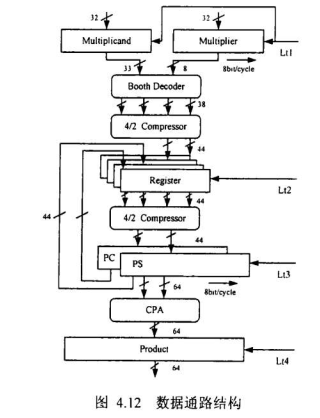 32
32
Multiplicand
Multiplier
Lt1
33
8
8bit/cycle
Booth Decoder
38
4/2 Compressor
44
Register
Lt2
44
44
4/2 Compressor
44
PC
PS
Lt3
64
8bit/cycle
CPA
64
Product
Lt4
64
图 4.12 数据通路结构